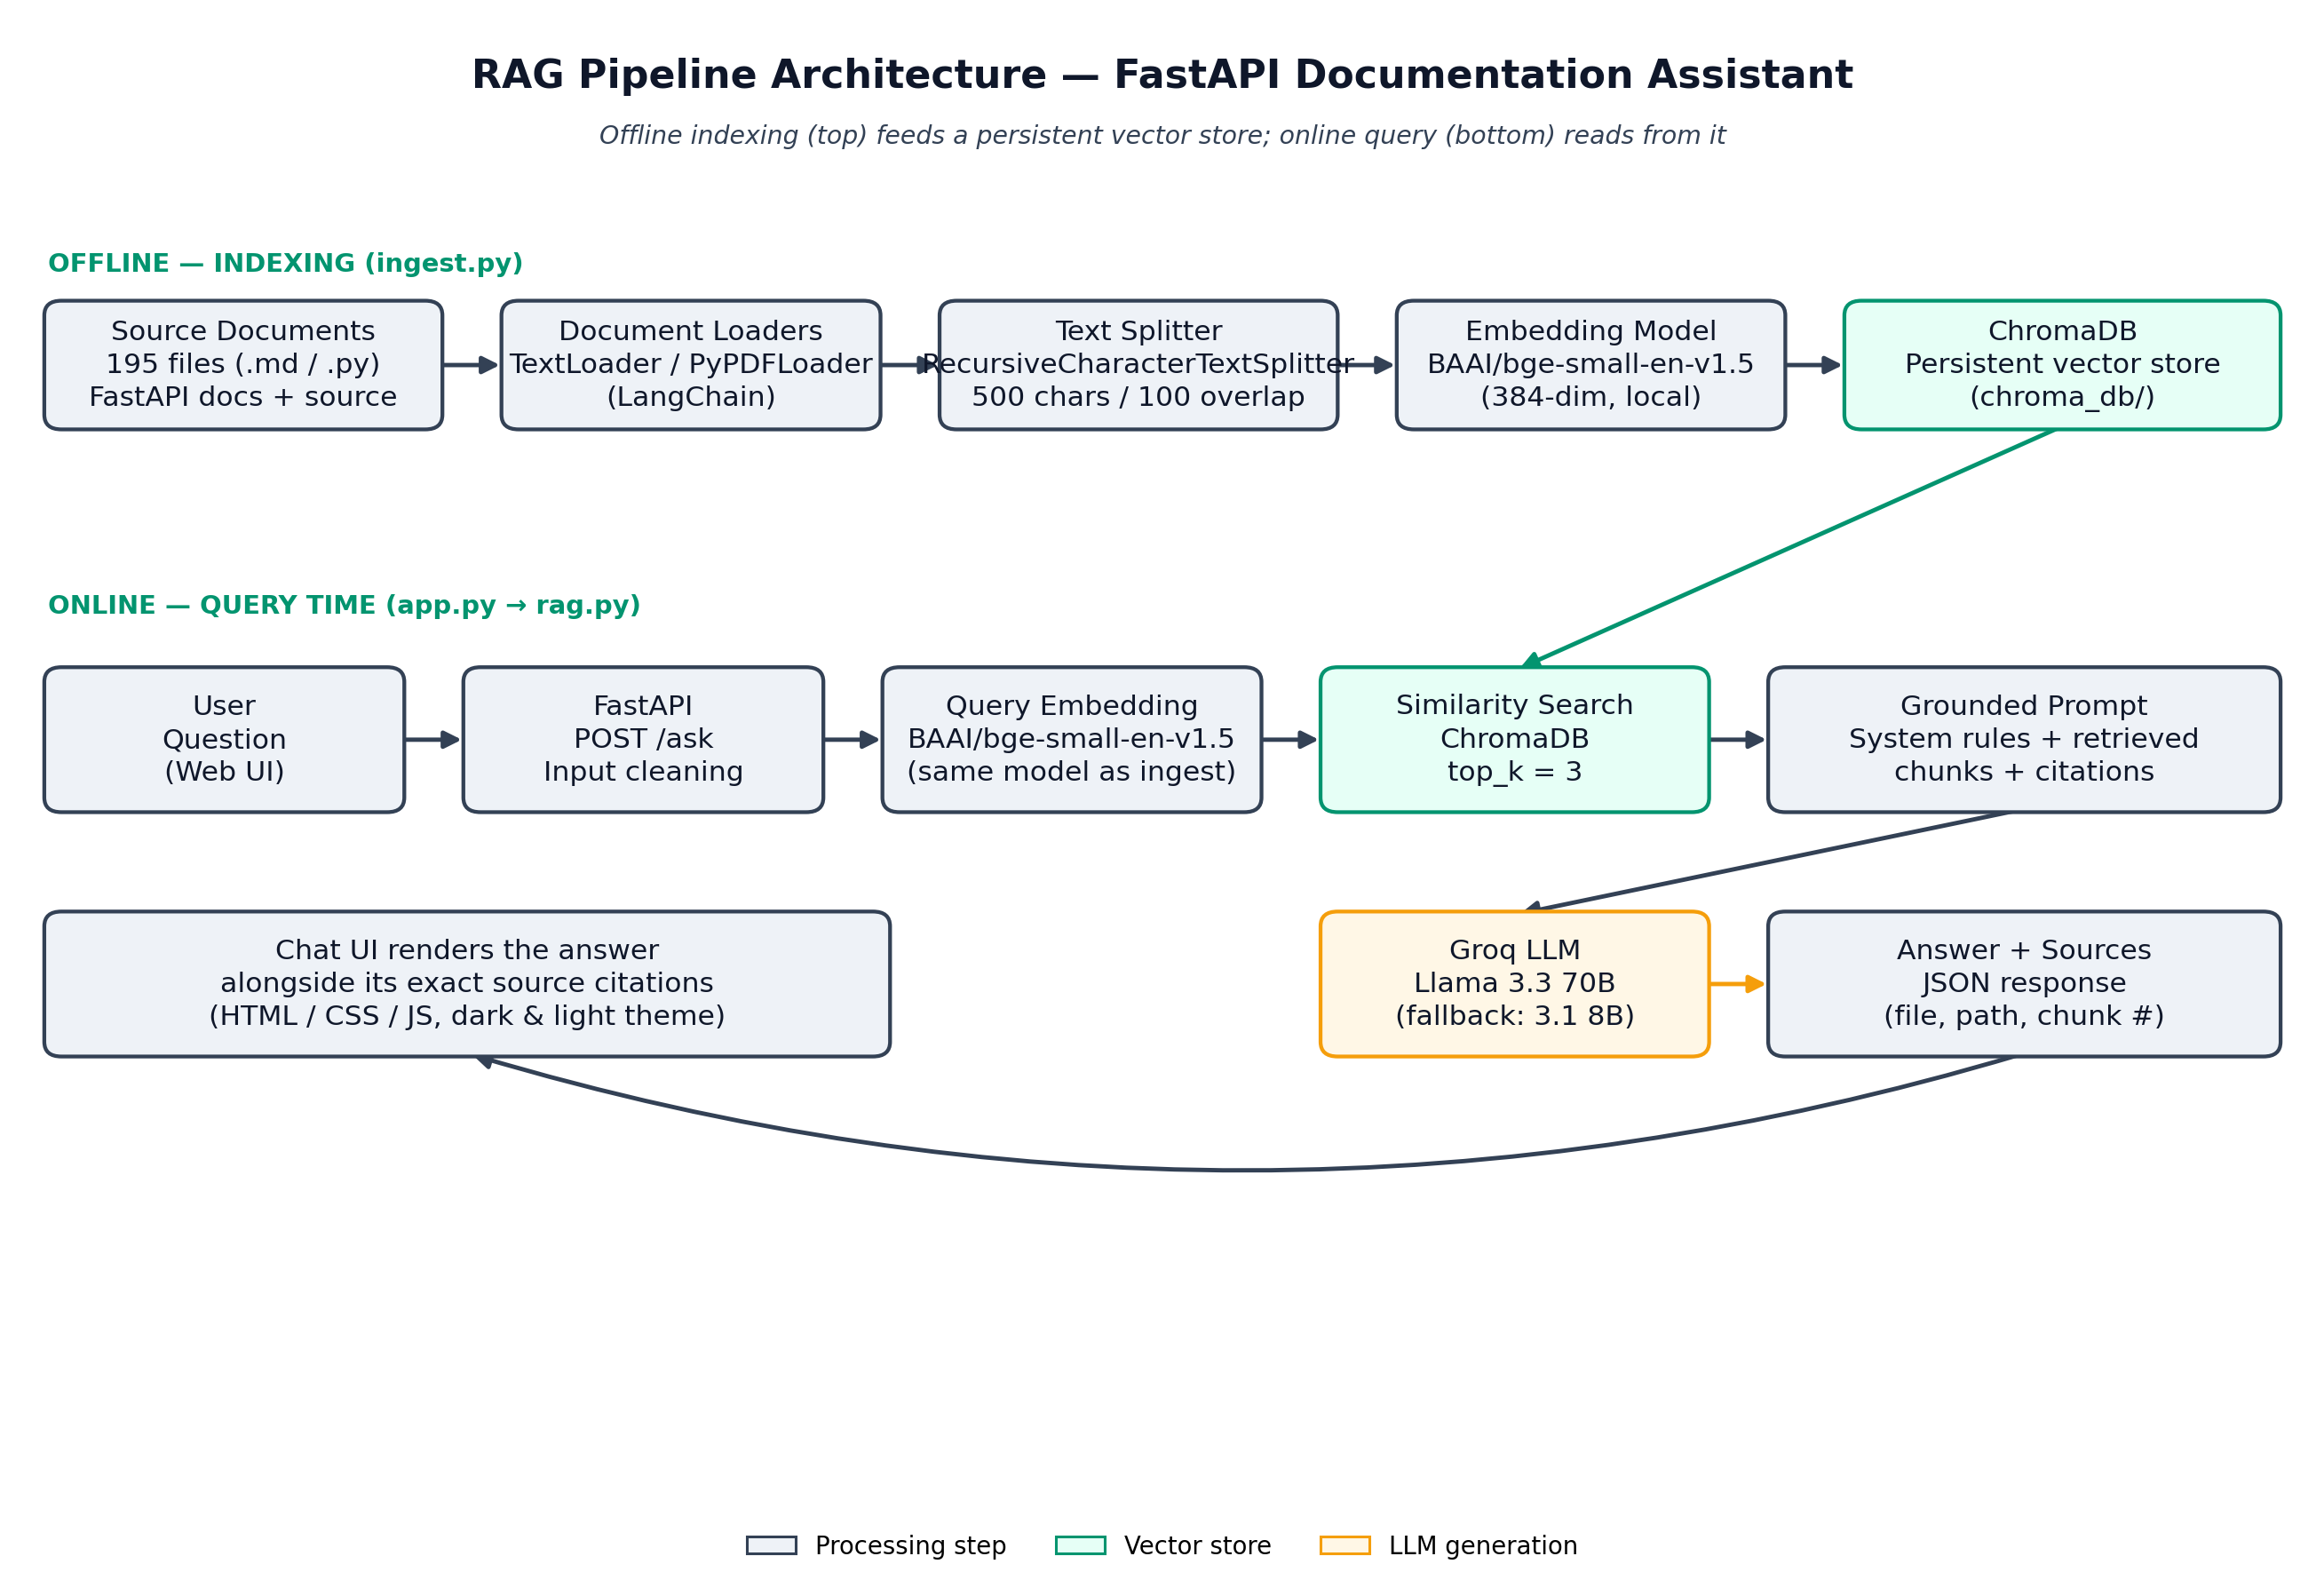 RAG Pipeline Architecture — FastAPI Documentation Assistant
Offline indexing (top) feeds a persistent vector store; online query (bottom) reads from it
OFFLINE — INDEXING (ingest.py)
Source Documents
195 files (.md / .py)
FastAPI docs + source
Document Loaders
TextLoader / PyPDFLoader
(LangChain)
Text Splitter
RecursiveCharacterTextSplitter
500 chars / 100 overlap
Embedding Model
BAAI/bge-small-en-v1.5
(384-dim, local)
ChromaDB
Persistent vector store
(chroma_db/)
ONLINE — QUERY TIME (app.py → rag.py)
User
Question
(Web UI)
FastAPI
POST /ask
Input cleaning
Query Embedding
BAAI/bge-small-en-v1.5
(same model as ingest)
Similarity Search
ChromaDB
top_k = 3
Grounded Prompt
System rules + retrieved
chunks + citations
Chat UI renders the answer
alongside its exact source citations
(HTML / CSS / JS, dark & light theme)
Groq LLM
Llama 3.3 70B
(fallback: 3.1 8B)
Answer + Sources
JSON response
(file, path, chunk #)
Processing step
Vector store
LLM generation